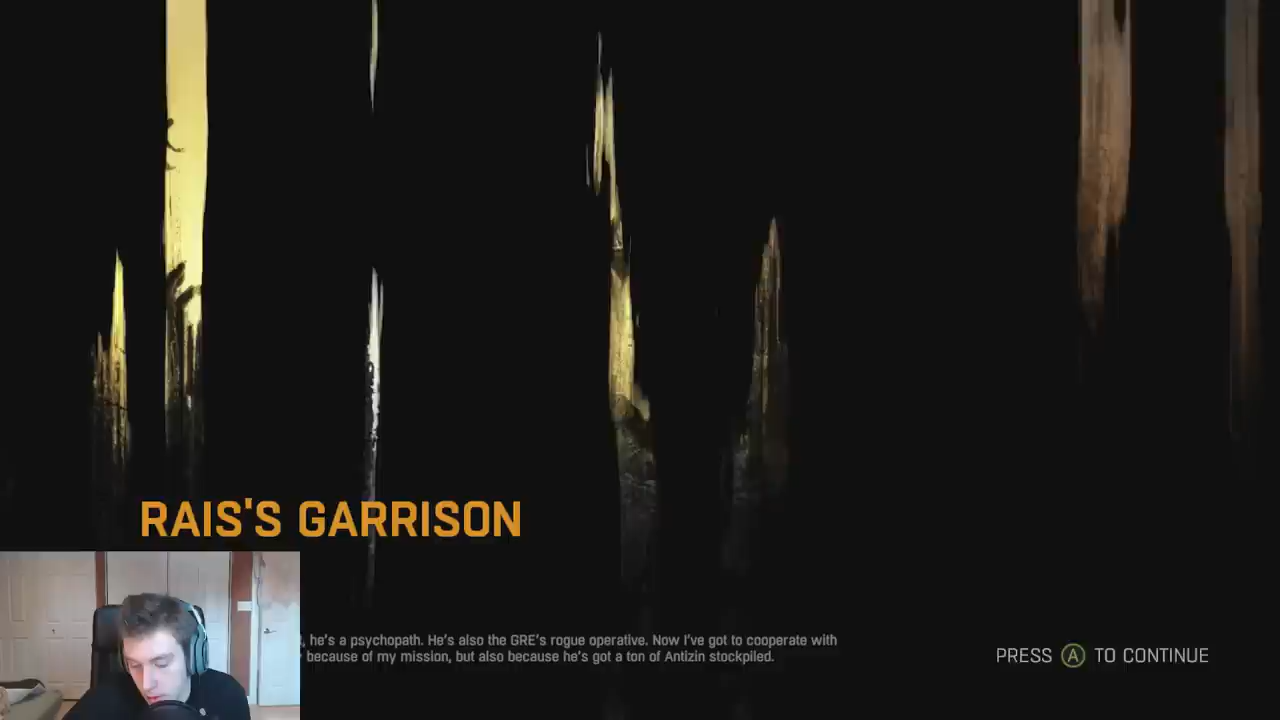 RAIS'S GARRISON
he's a psychopath. He's also the GRE's rogue operative. Now I've got to cooperate with
because of my mission, but also because he's got a ton of Antizin stockpiled.
PRESS A TO CONTINUE